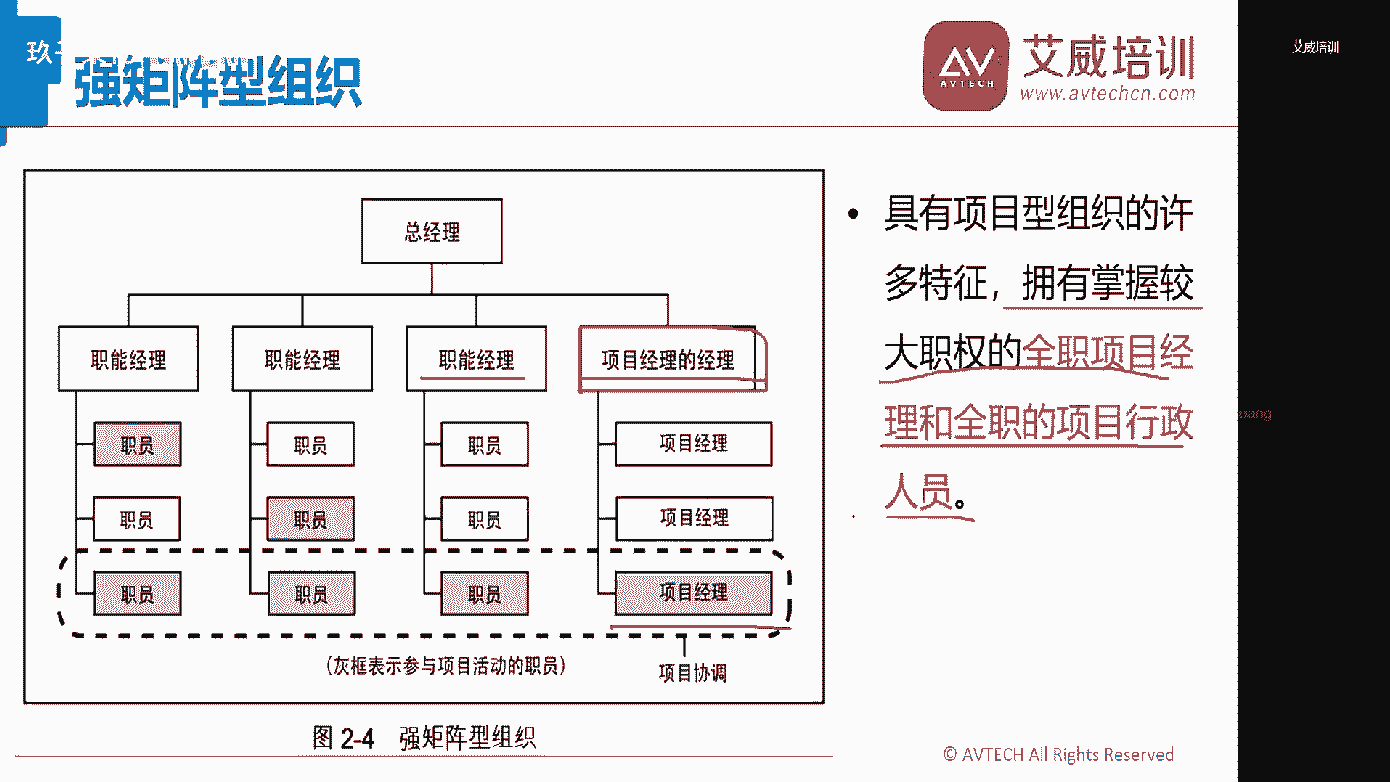 玖
强矩阵型组织
AV
AVTECH
艾威培训
www.avtechcn.com
艾威培训
总经理
职能经理
职能经理
职能经理
项目经理的经理
职员
职员
职员
项目经理
职员
职员
职员
项目经理
职员
职员
职员
项目经理
(灰框表示参与项目活动的职员)
项目协调
图 2-4 强矩阵型组织
• 具有项目型组织的许
多特征，拥有掌握较
大职权的全职项目经
理和全职的项目行政
人员。
© AVTECH All Rights Reserved